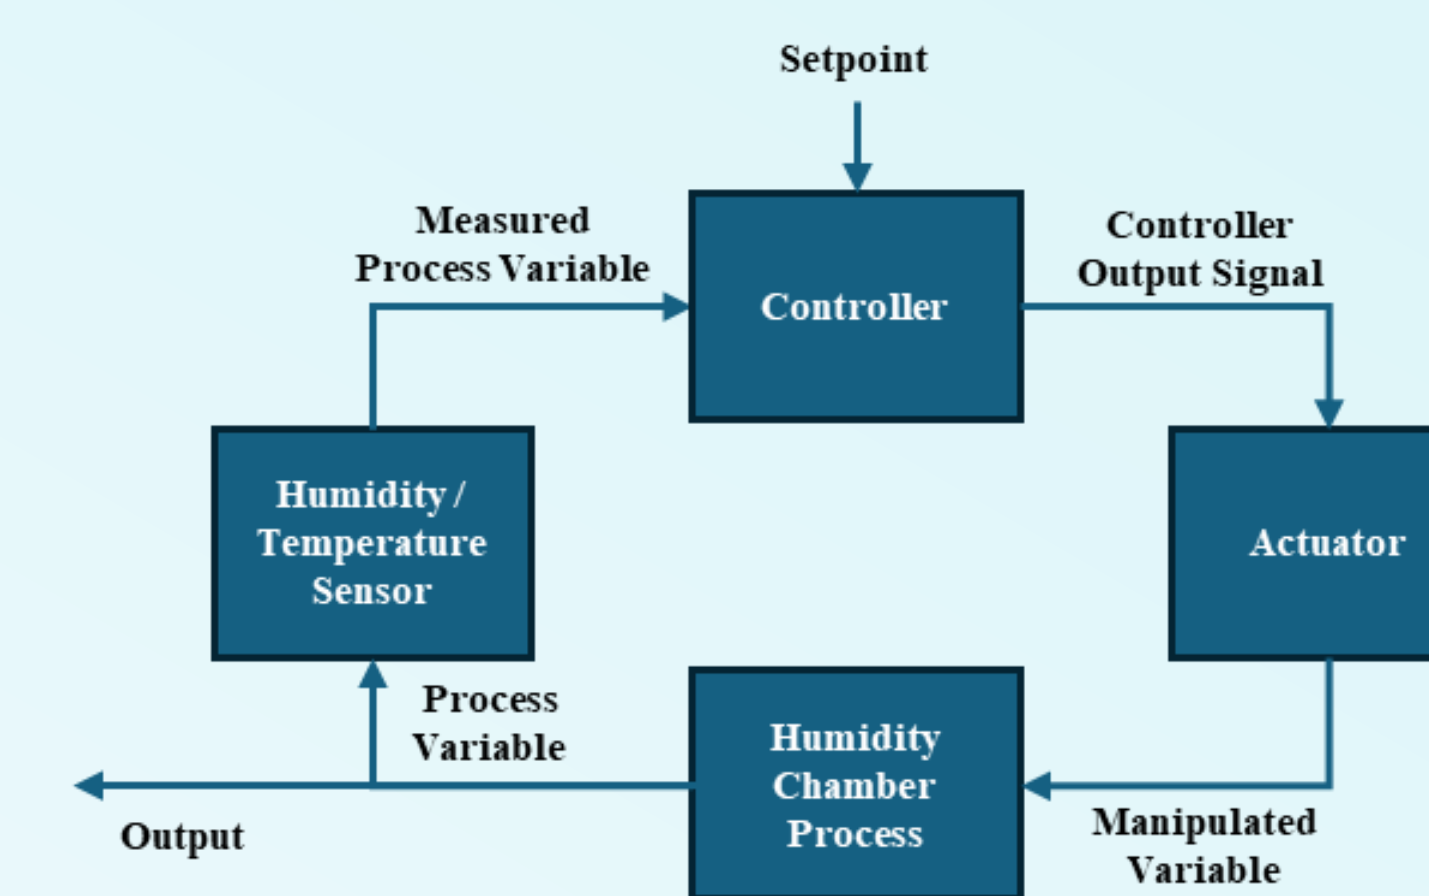 Setpoint
Measured
Process Variable
Controller
Controller
Output Signal
Humidity /
Temperature
Sensor
Actuator
Process
Variable
Humidity
Chamber
Process
Output
Manipulated
Variable